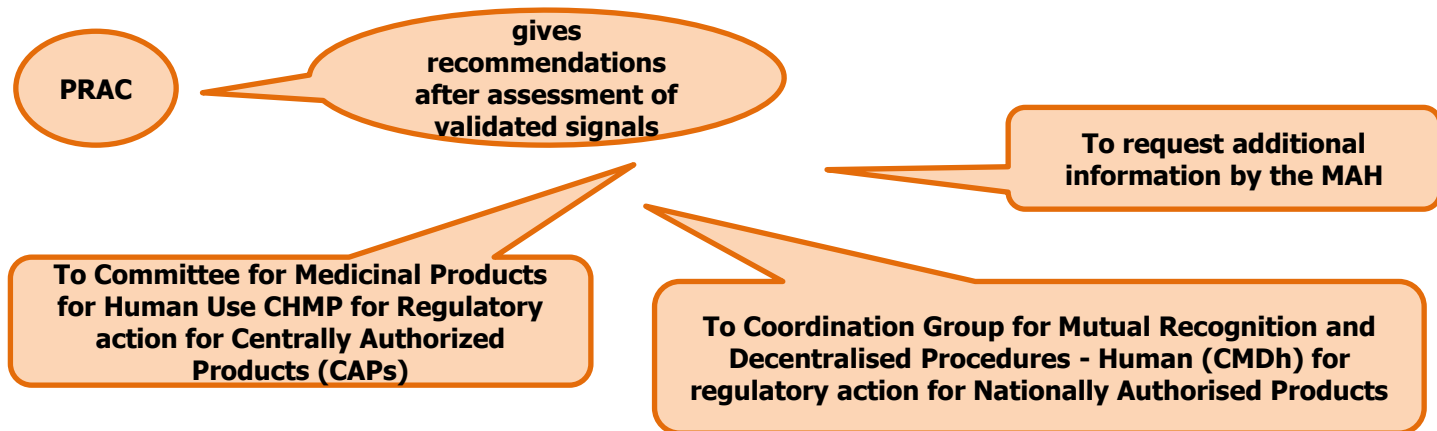 PRAC
gives
recommendations
after assessment of
validated signals
To request additional
information by the MAH
To Committee for Medicinal Products
for Human Use CHMP for Regulatory
action for Centrally Authorized
Products (CAPs)
To Coordination Group for Mutual Recognition and
Decentralised Procedures - Human (CMDh) for
regulatory action for Nationally Authorised Products